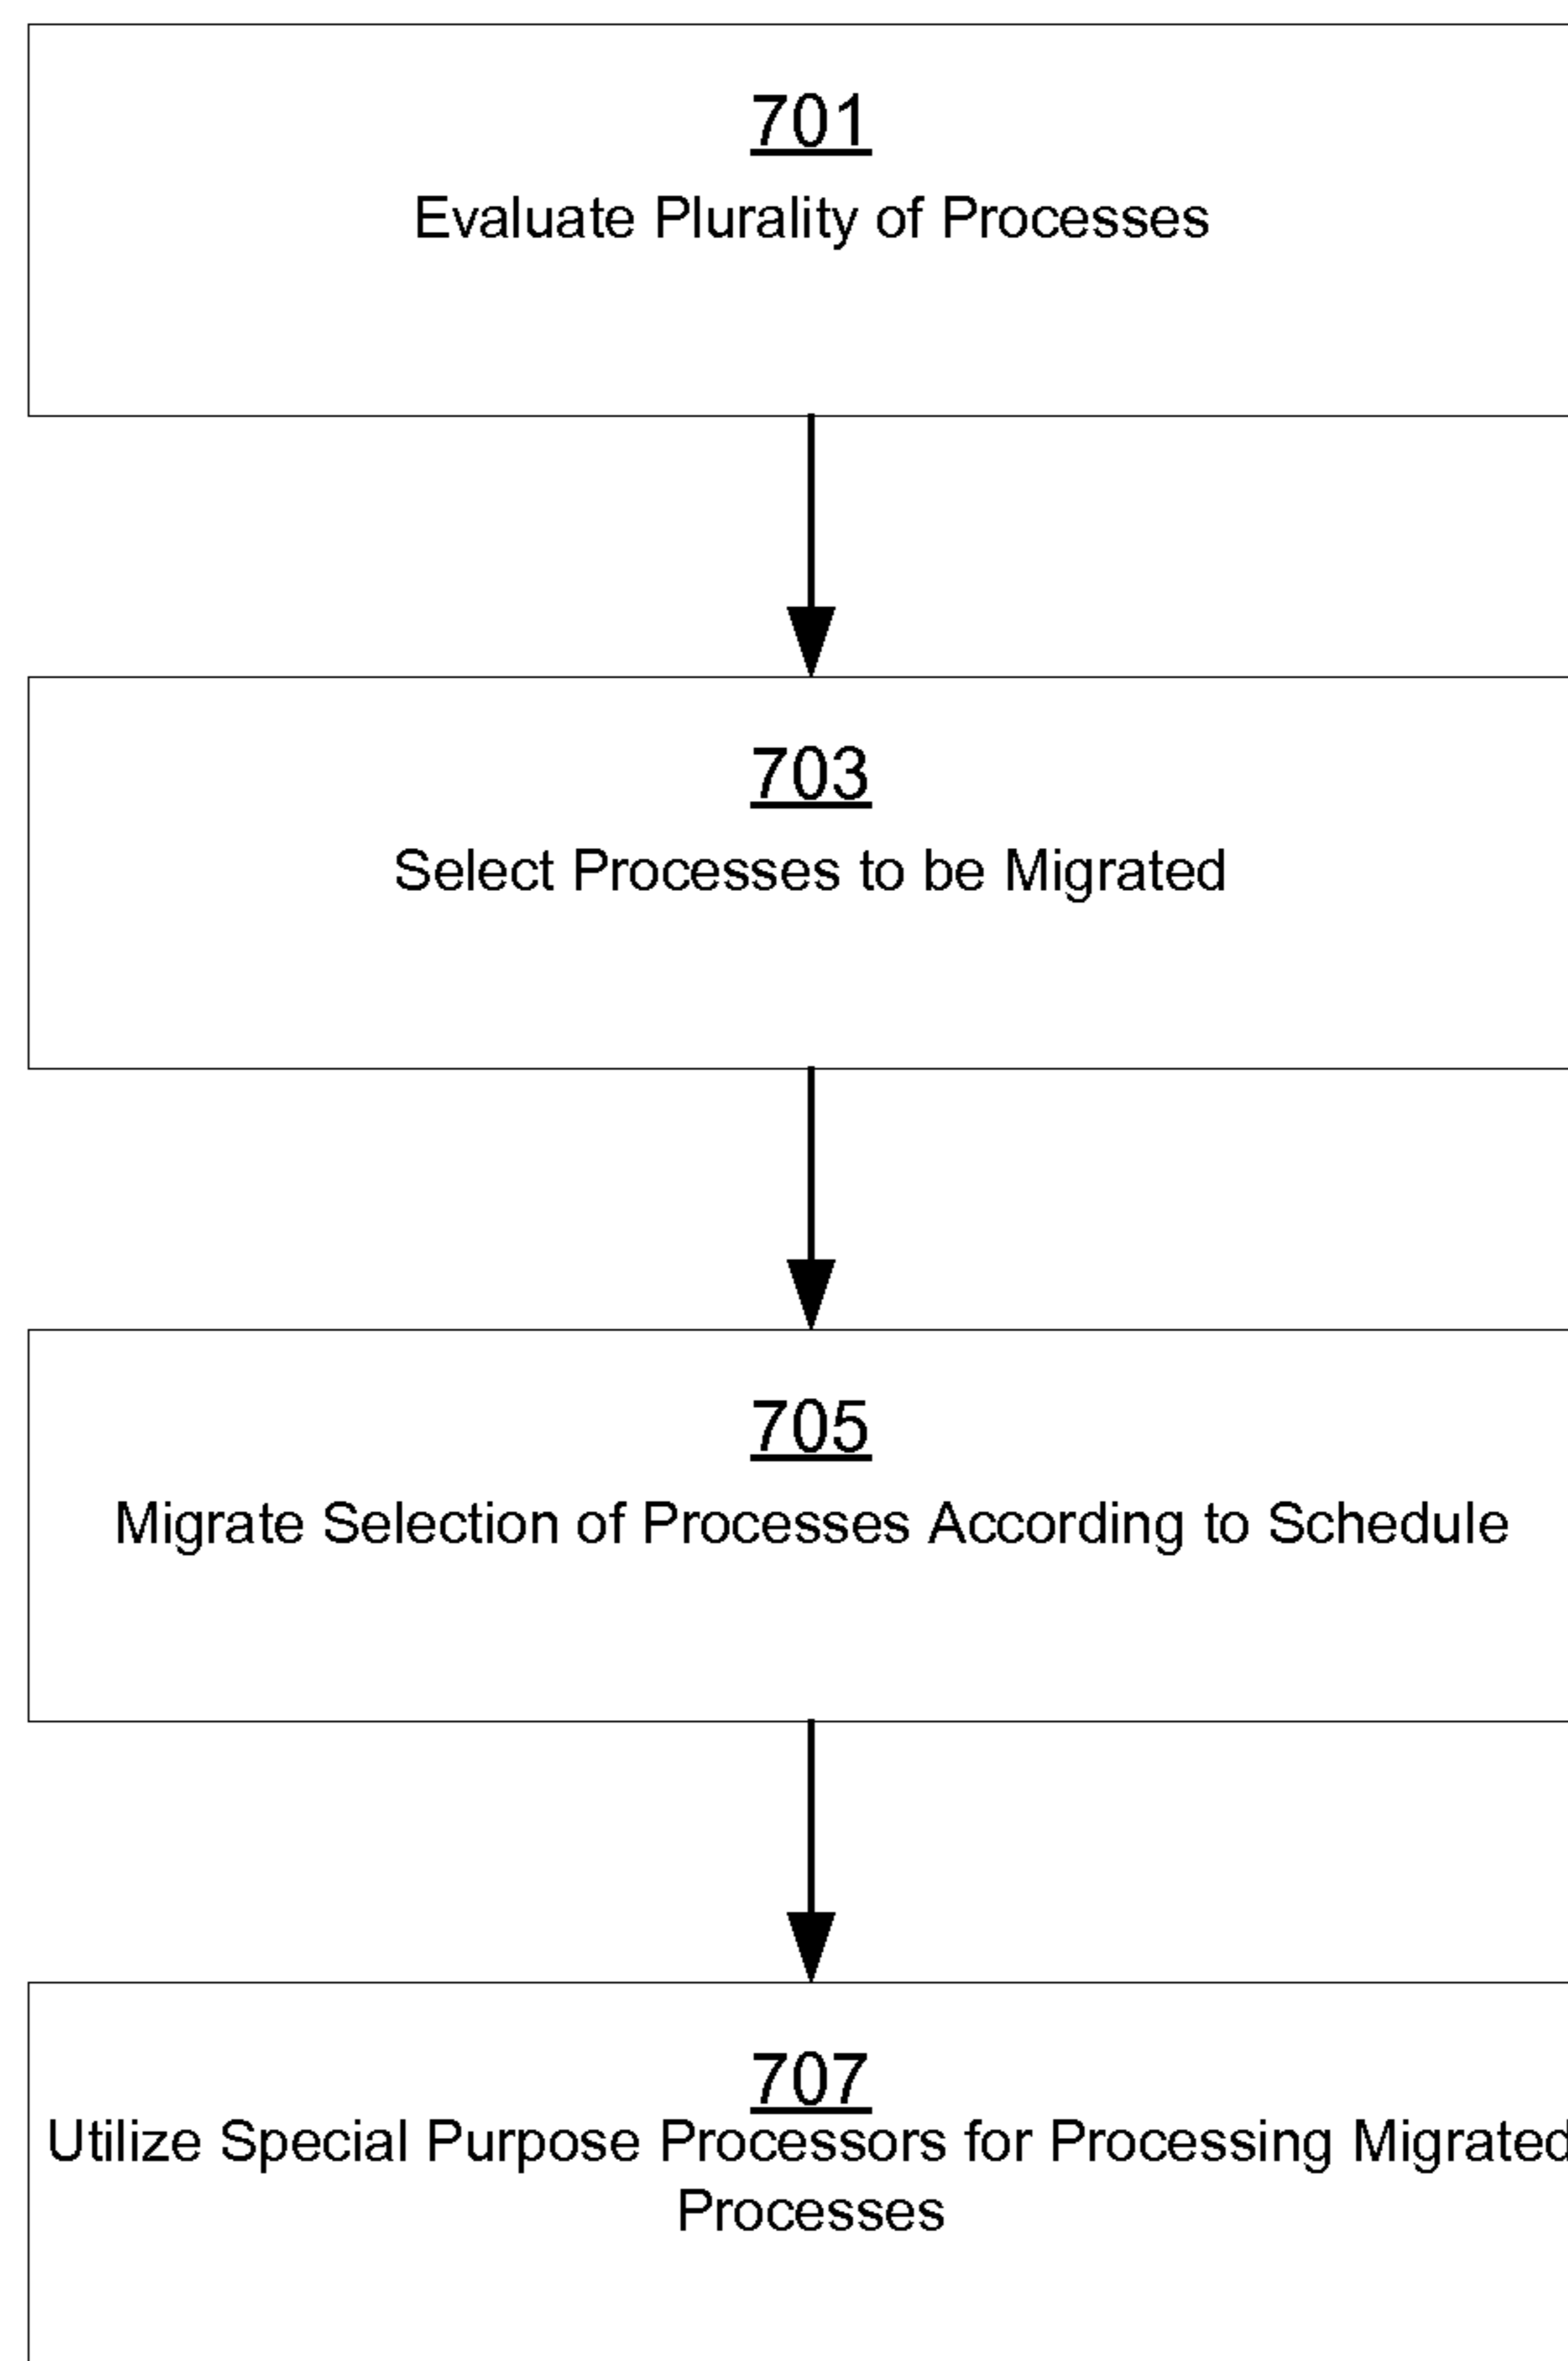 701
Evaluate Plurality of Processes
703
Select Processes to be Migrated
705
Migrate Selection of Processes According to Schedule
707
Utilize Special Purpose Processors for Processing Migrated
Processes